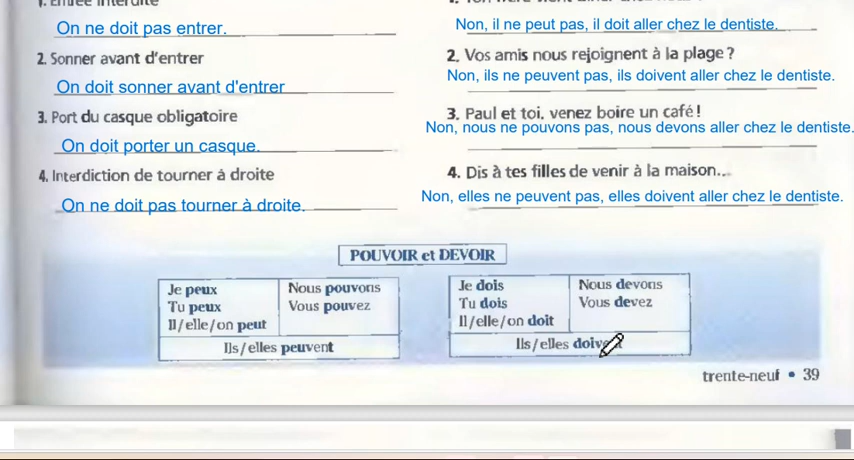 On ne doit pas entrer.
2. Sonner avant d'entrer
On doit sonner avant d'entrer
3. Port du casque obligatoire
On doit porter un casque.
4. Interdiction de tourner à droite
On ne doit pas tourner à droite.
Non, il ne peut pas, il doit aller chez le dentiste.
2. Vos amis nous rejoignent à la plage ?
Non, ils ne peuvent pas, ils doivent aller chez le dentiste.
3. Paul et toi, venez boire un café !
Non, nous ne pouvons pas, nous devons aller chez le dentiste.
4. Dis à tes filles de venir à la maison...
Non, elles ne peuvent pas, elles doivent aller chez le dentiste.
POUVOIR et DEVOIR
Je peux
Tu peux
Il/elle/on peut
Nous pouvons
Vous pouvez
Ils/elles peuvent
Je dois
Tu dois
Il/elle/on doit
Nous devons
Vous devez
Ils/elles
trente-neuf • 39